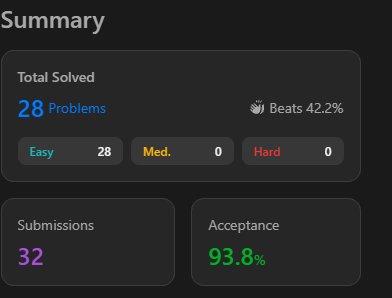 Summary
Total Solved
28 Problems
Beats 42.2%
Easy 28
Med. 0
Hard 0
Submissions
32
Acceptance
93.8%